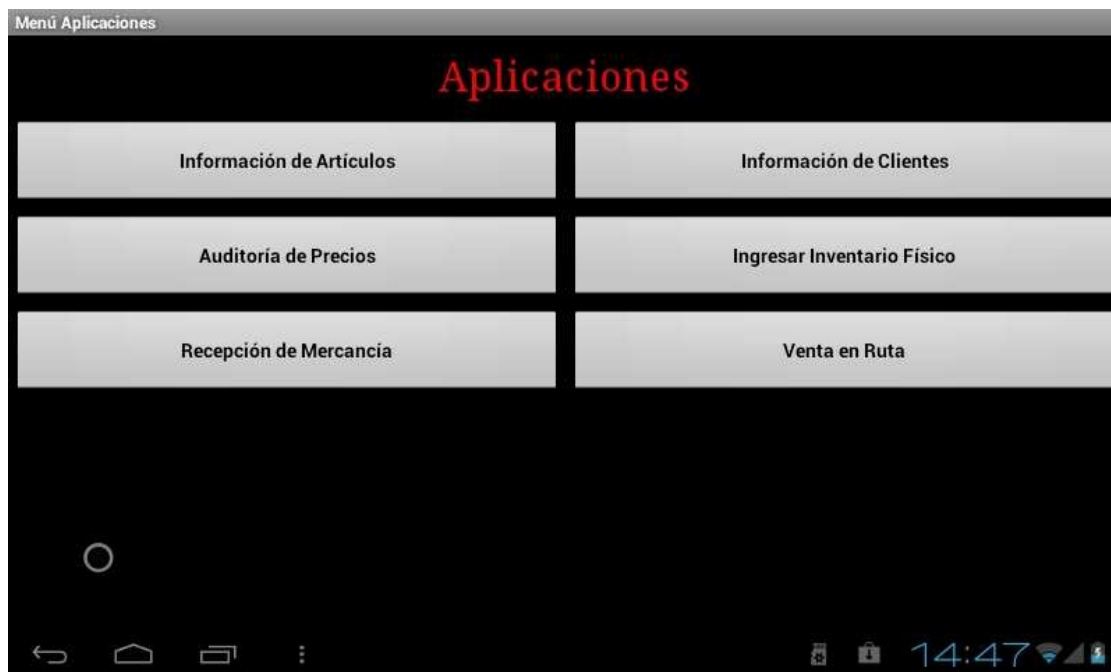 Menú Aplicaciones
Aplicaciones
Información de Artículos
Información de Clientes
Auditoría de Precios
Ingresar Inventario Físico
Recepción de Mercancía
Venta en Ruta
14:47